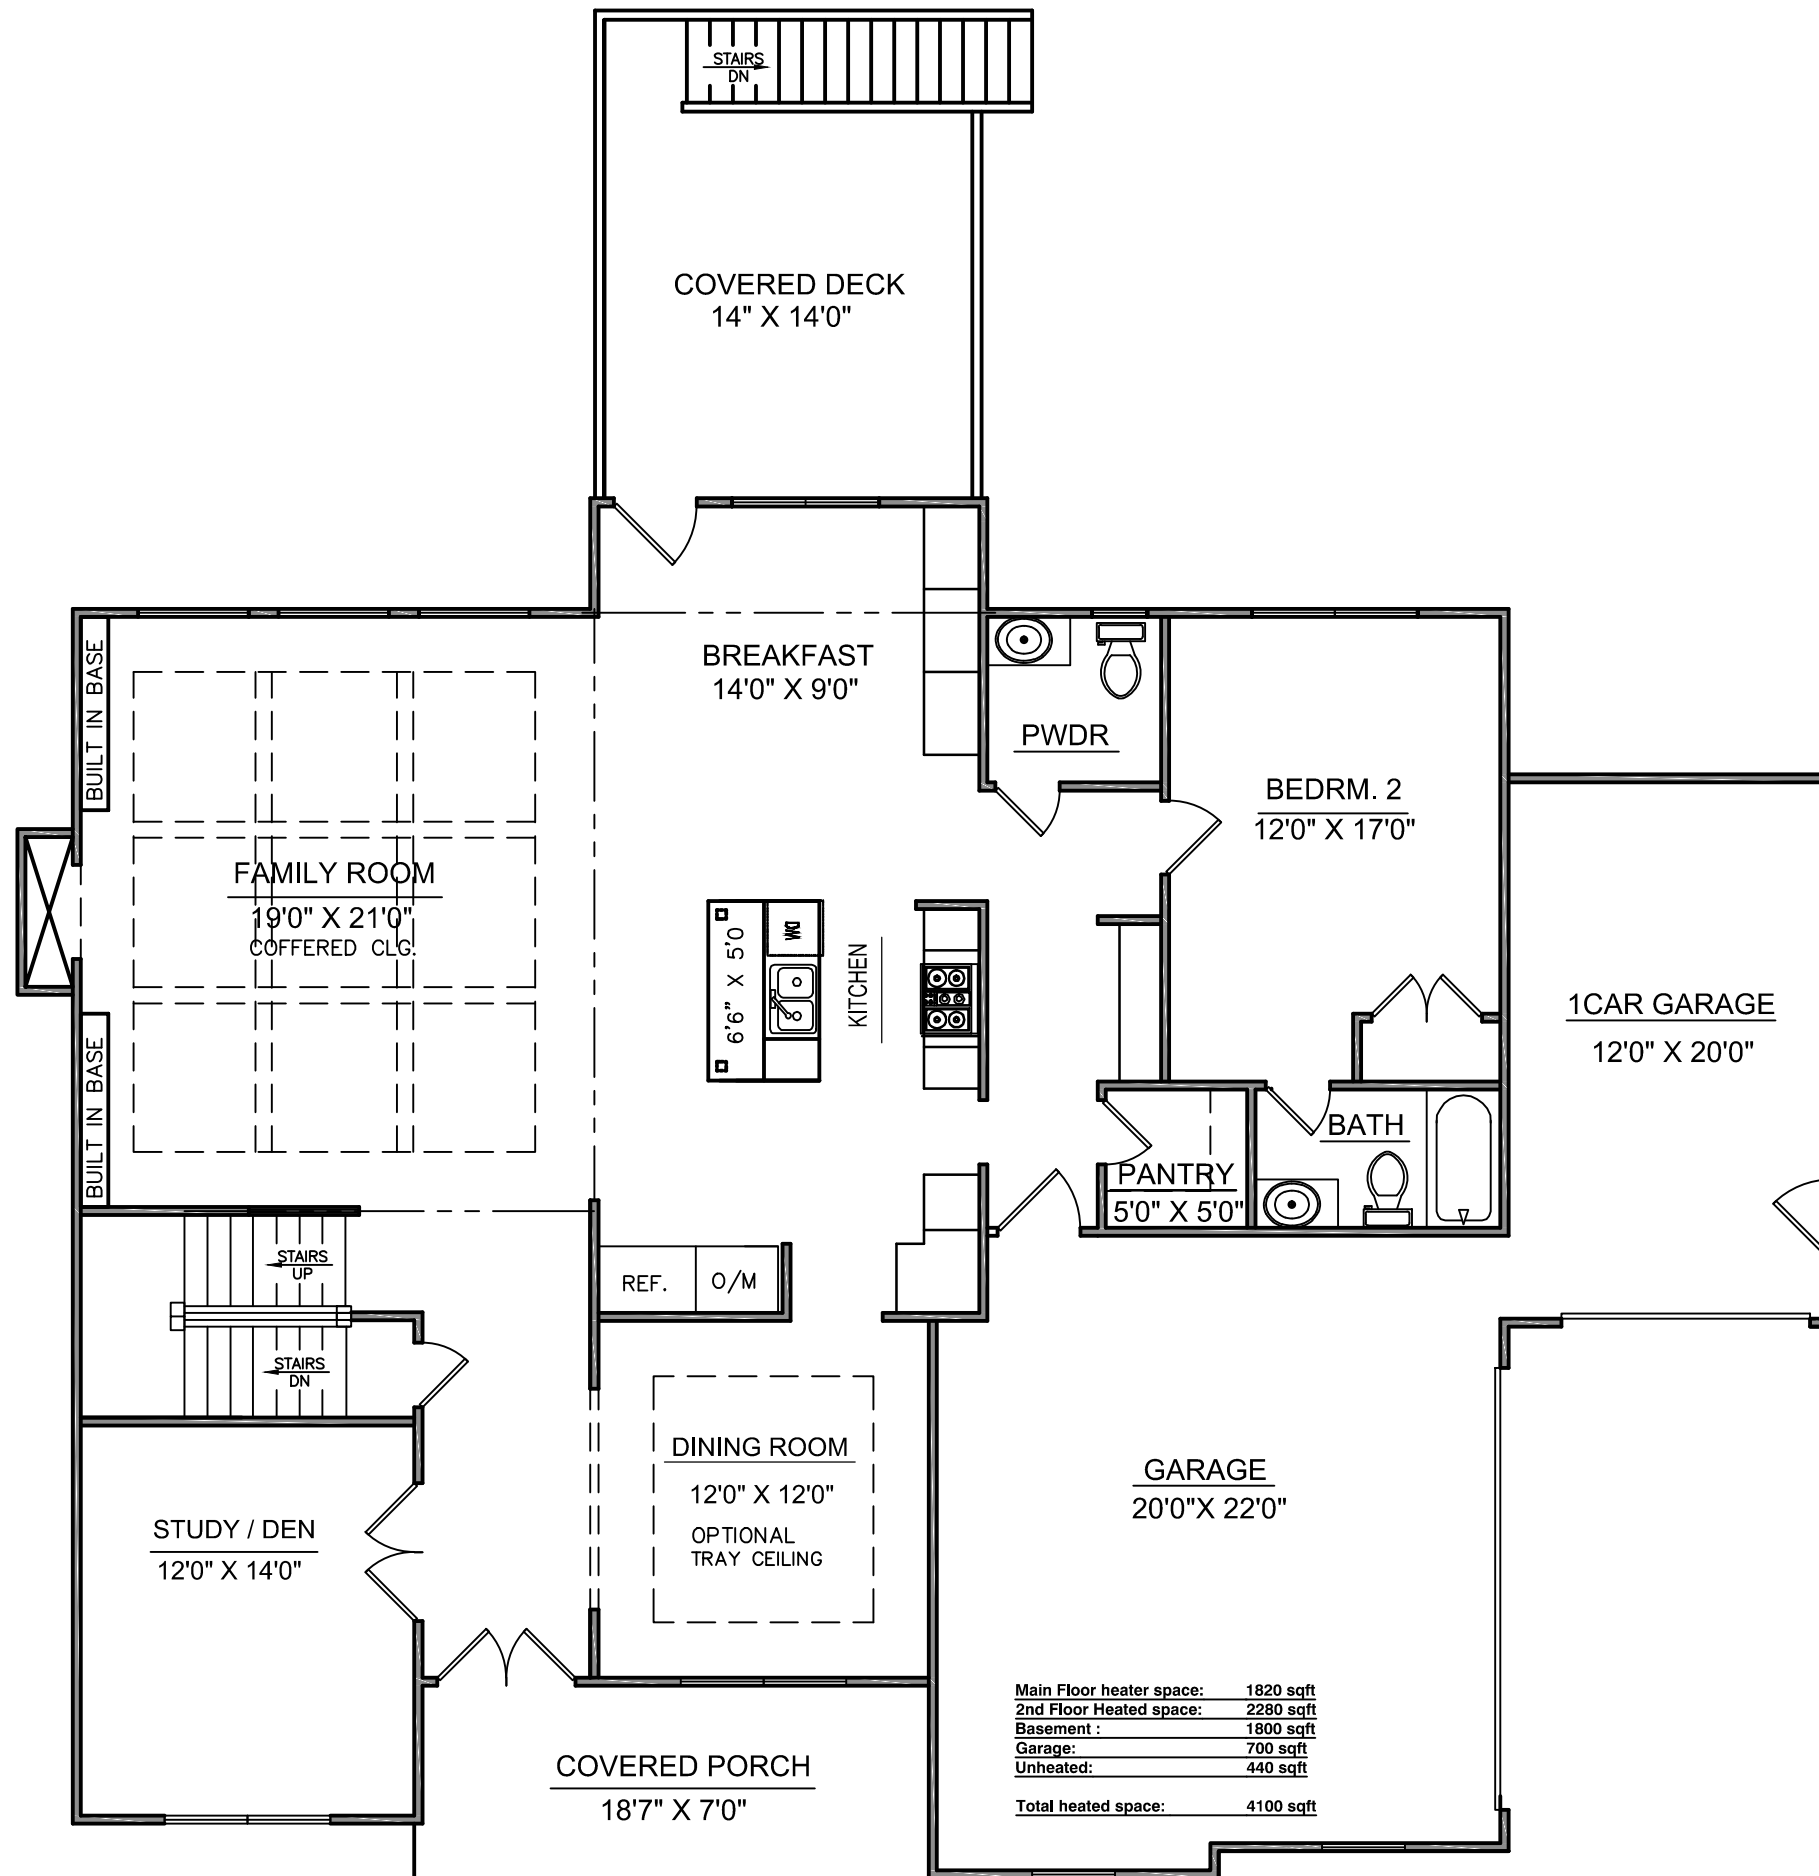 STAIRS
DN
COVERED DECK
14" X 14'0"
BREAKFAST
14'0" X 9'0"
BUILT IN BASE
PWDR
BEDRM. 2
12'0" X 17'0"
FAMILY ROOM
19'0" X 21'0"
COFFERED CLG.
6'6" X 5'0
DW
KITCHEN
1CAR GARAGE
12'0" X 20'0"
BUILT IN BASE
BATH
PANTRY
5'0" X 5'0"
STAIRS
UP
REF.
O/M
STAIRS
DN
DINING ROOM
12'0" X 12'0"
OPTIONAL
TRAY CEILING
GARAGE
20'0"X 22'0"
STUDY / DEN
12'0" X 14'0"
Main Floor heater space: 1820 sqft
2nd Floor Heated space: 2280 sqft
Basement : 1800 sqft
Garage: 700 sqft
Unheated: 440 sqft
Total heated space: 4100 sqft
COVERED PORCH
18'7" X 7'0"